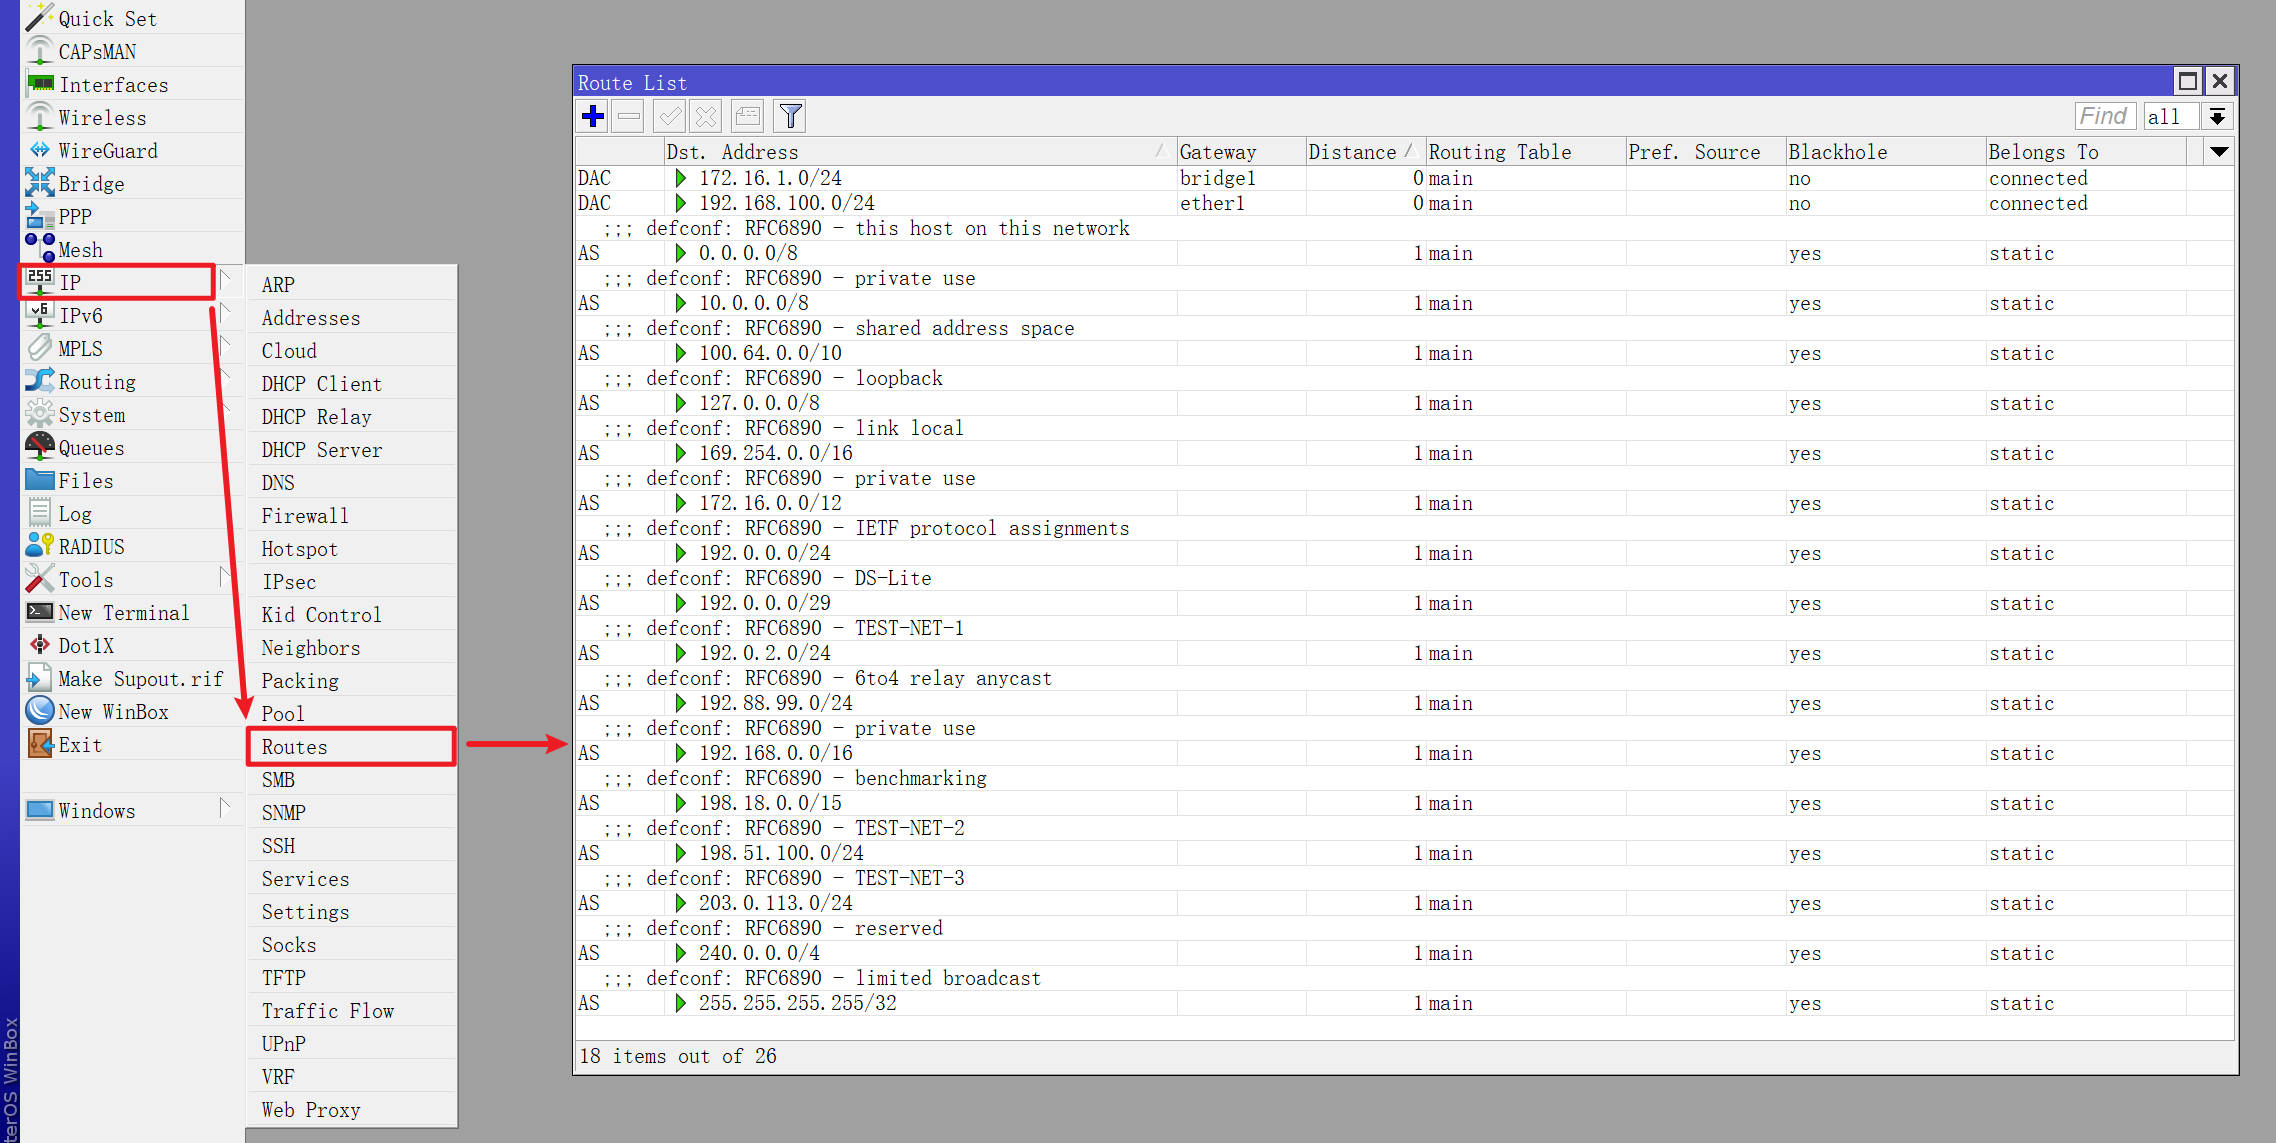 Quick Set
CAPsMAN
Interfaces
Wireless
WireGuard
Bridge
PPP
Mesh
255 IP
v6 IPv6
MPLS
Routing
System
Queues
Files
Log
RADIUS
Tools
New Terminal
Dot1X
Make Supout.rif
New WinBox
Exit
Windows
terOS WinBox
ARP
Addresses
Cloud
DHCP Client
DHCP Relay
DHCP Server
DNS
Firewall
Hotspot
IPsec
Kid Control
Neighbors
Packing
Pool
Routes
SMB
SNMP
SSH
Services
Settings
Socks
TFTP
Traffic Flow
UPnP
VRF
Web Proxy
Route List
Find all
Dst. Address Gateway Distance Routing Table Pref. Source Blackhole Belongs To
DAC 172.16.1.0/24 bridge1 0 main no connected
DAC 192.168.100.0/24 ether1 0 main no connected
;;; defconf: RFC6890 - this host on this network
AS 0.0.0.0/8 1 main yes static
;;; defconf: RFC6890 - private use
AS 10.0.0.0/8 1 main yes static
;;; defconf: RFC6890 - shared address space
AS 100.64.0.0/10 1 main yes static
;;; defconf: RFC6890 - loopback
AS 127.0.0.0/8 1 main yes static
;;; defconf: RFC6890 - link local
AS 169.254.0.0/16 1 main yes static
;;; defconf: RFC6890 - private use
AS 172.16.0.0/12 1 main yes static
;;; defconf: RFC6890 - IETF protocol assignments
AS 192.0.0.0/24 1 main yes static
;;; defconf: RFC6890 - DS-Lite
AS 192.0.0.0/29 1 main yes static
;;; defconf: RFC6890 - TEST-NET-1
AS 192.0.2.0/24 1 main yes static
;;; defconf: RFC6890 - 6to4 relay anycast
AS 192.88.99.0/24 1 main yes static
;;; defconf: RFC6890 - private use
AS 192.168.0.0/16 1 main yes static
;;; defconf: RFC6890 - benchmarking
AS 198.18.0.0/15 1 main yes static
;;; defconf: RFC6890 - TEST-NET-2
AS 198.51.100.0/24 1 main yes static
;;; defconf: RFC6890 - TEST-NET-3
AS 203.0.113.0/24 1 main yes static
;;; defconf: RFC6890 - reserved
AS 240.0.0.0/4 1 main yes static
;;; defconf: RFC6890 - limited broadcast
AS 255.255.255.255/32 1 main yes static
18 items out of 26